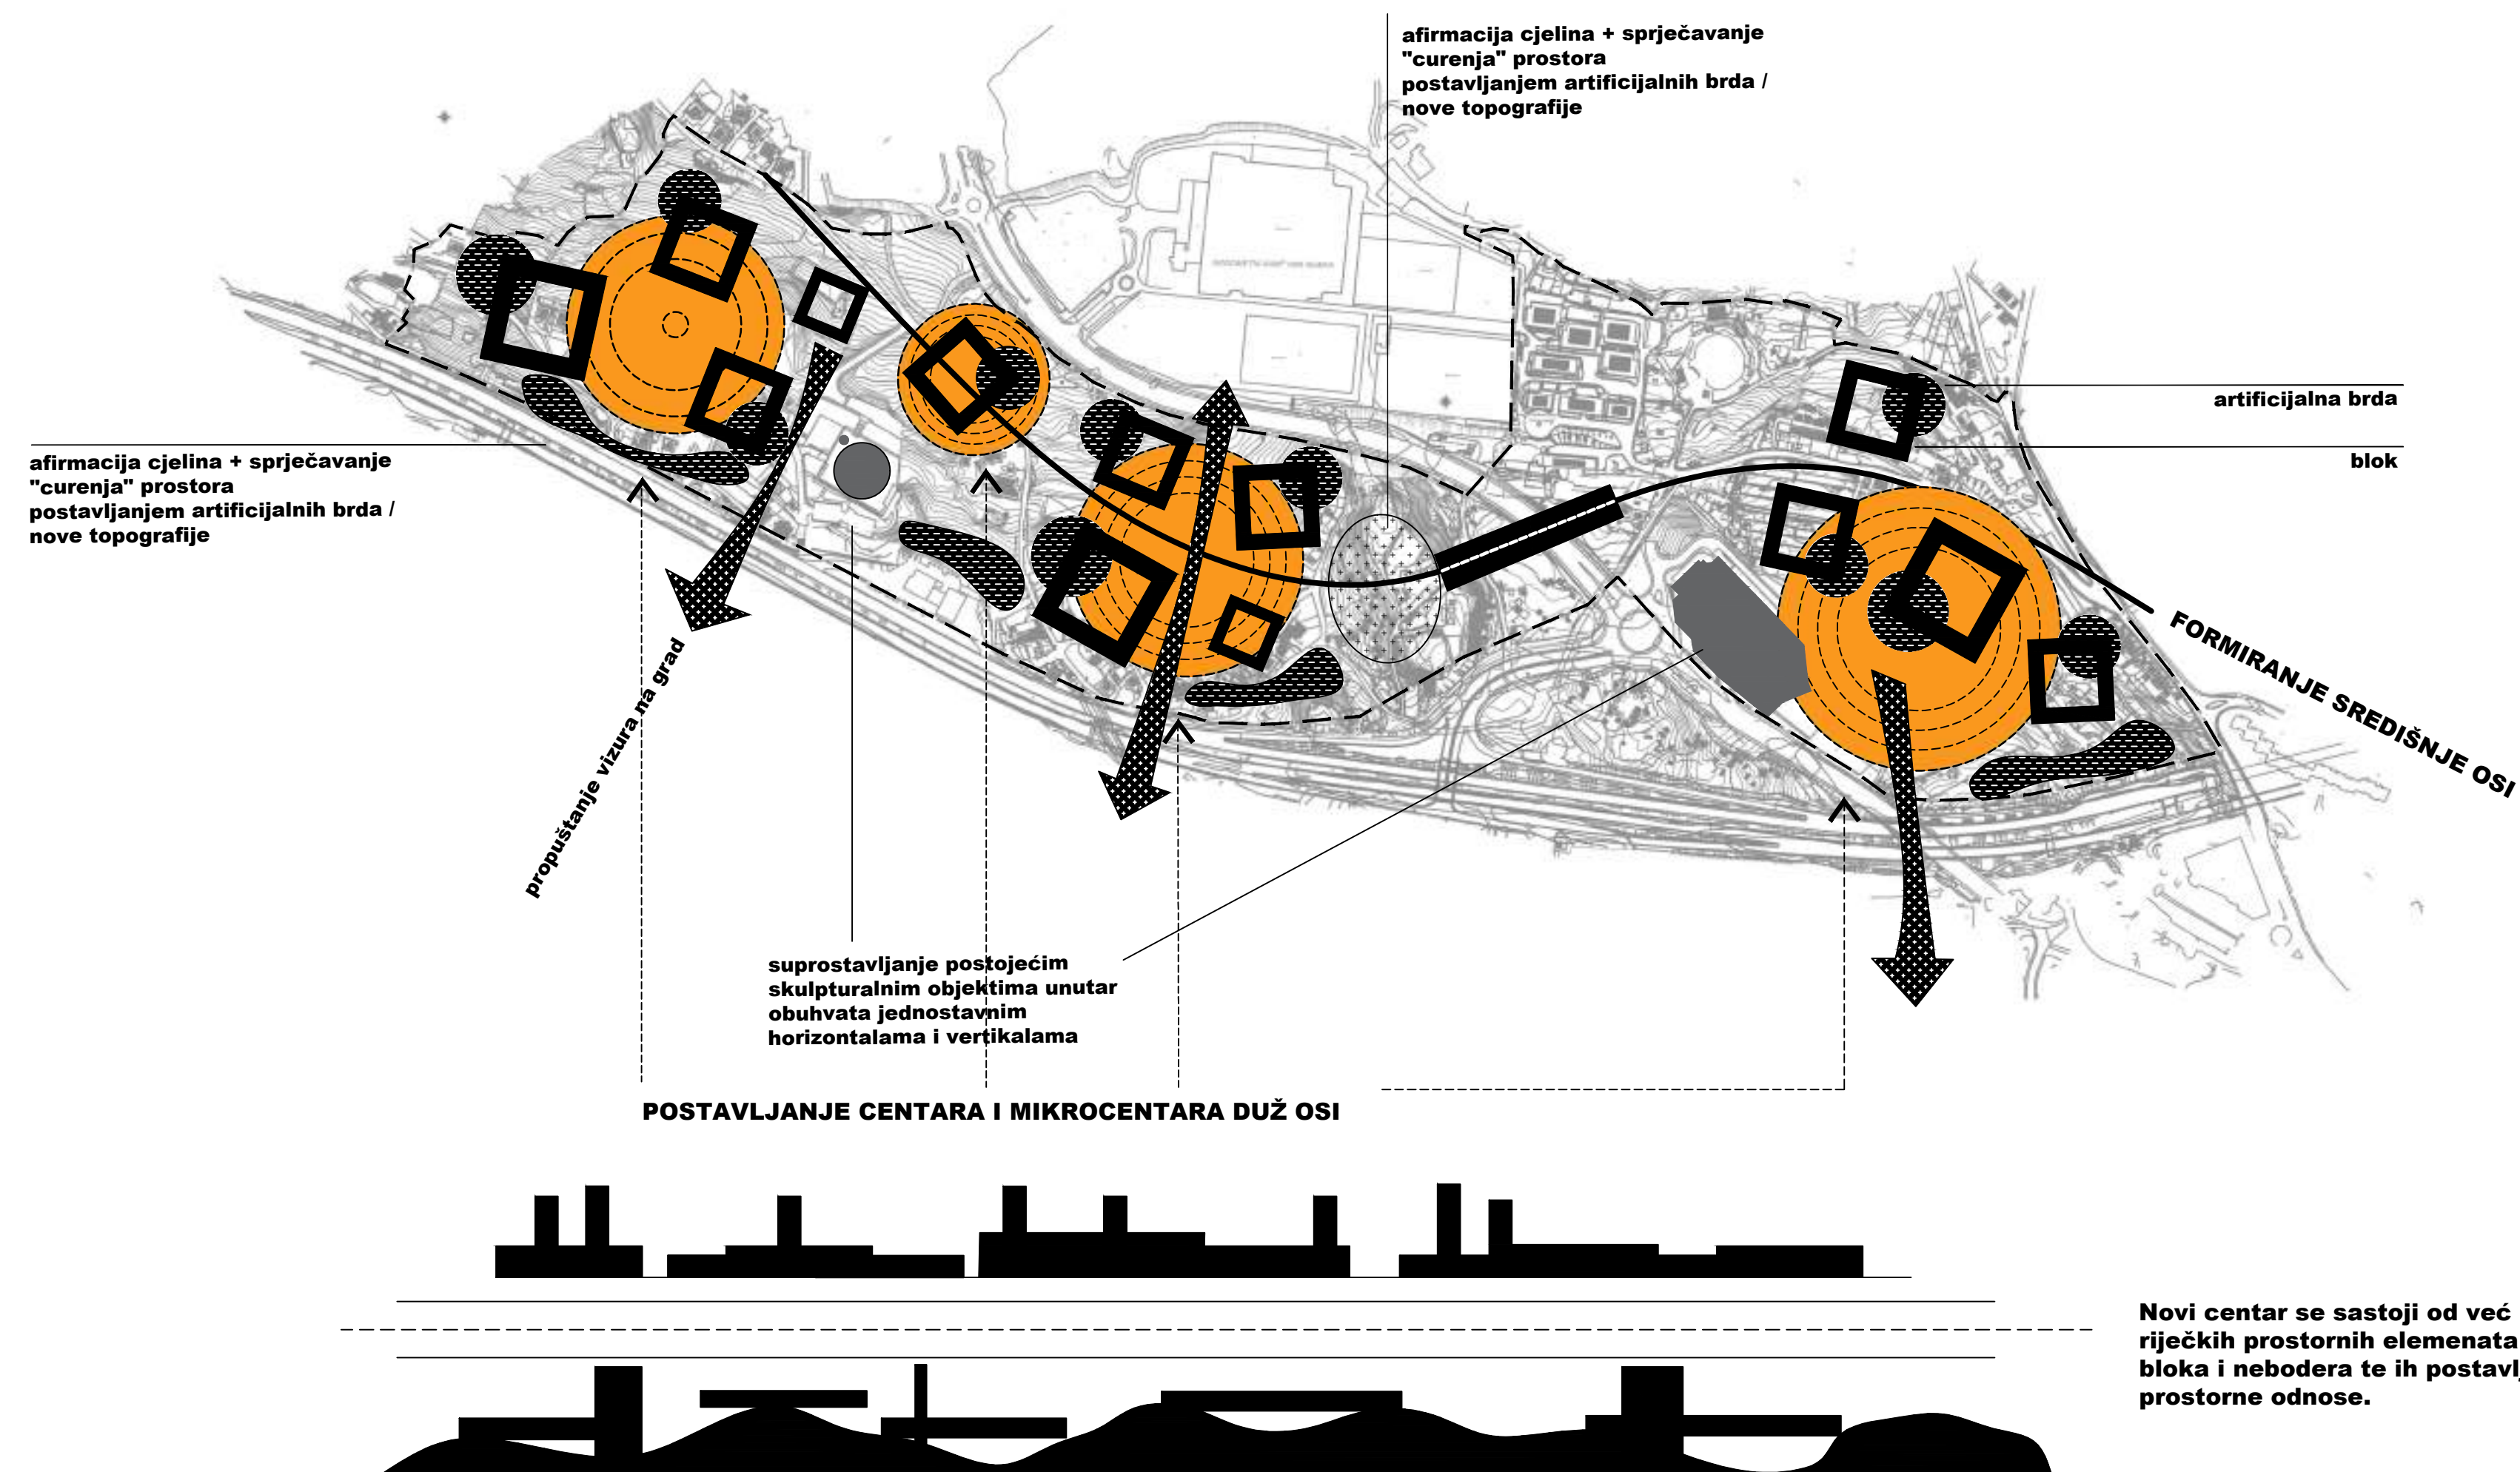 afirmacija cjelina + sprječavanje
"curenja" prostora
postavljanjem artificijalnih brda /
nove topografije
artificijalna brda
blok
afirmacija cjelina + sprječavanje
"curenja" prostora
postavljanjem artificijalnih brda /
nove topografije
FORMIRANJE SREDIŠNJE OSI
propuštanje vizura na grad
suprostavljanje postojećim
skulpturalnim objektima unutar
obuhvata jednostavnim
horizontalama i vertikalama
POSTAVLJANJE CENTARA I MIKROCENTARA DUŽ OSI
Novi centar se sastoji od već
riječkih prostornih elemenata
bloka i nebodera te ih
prostorne odnose.